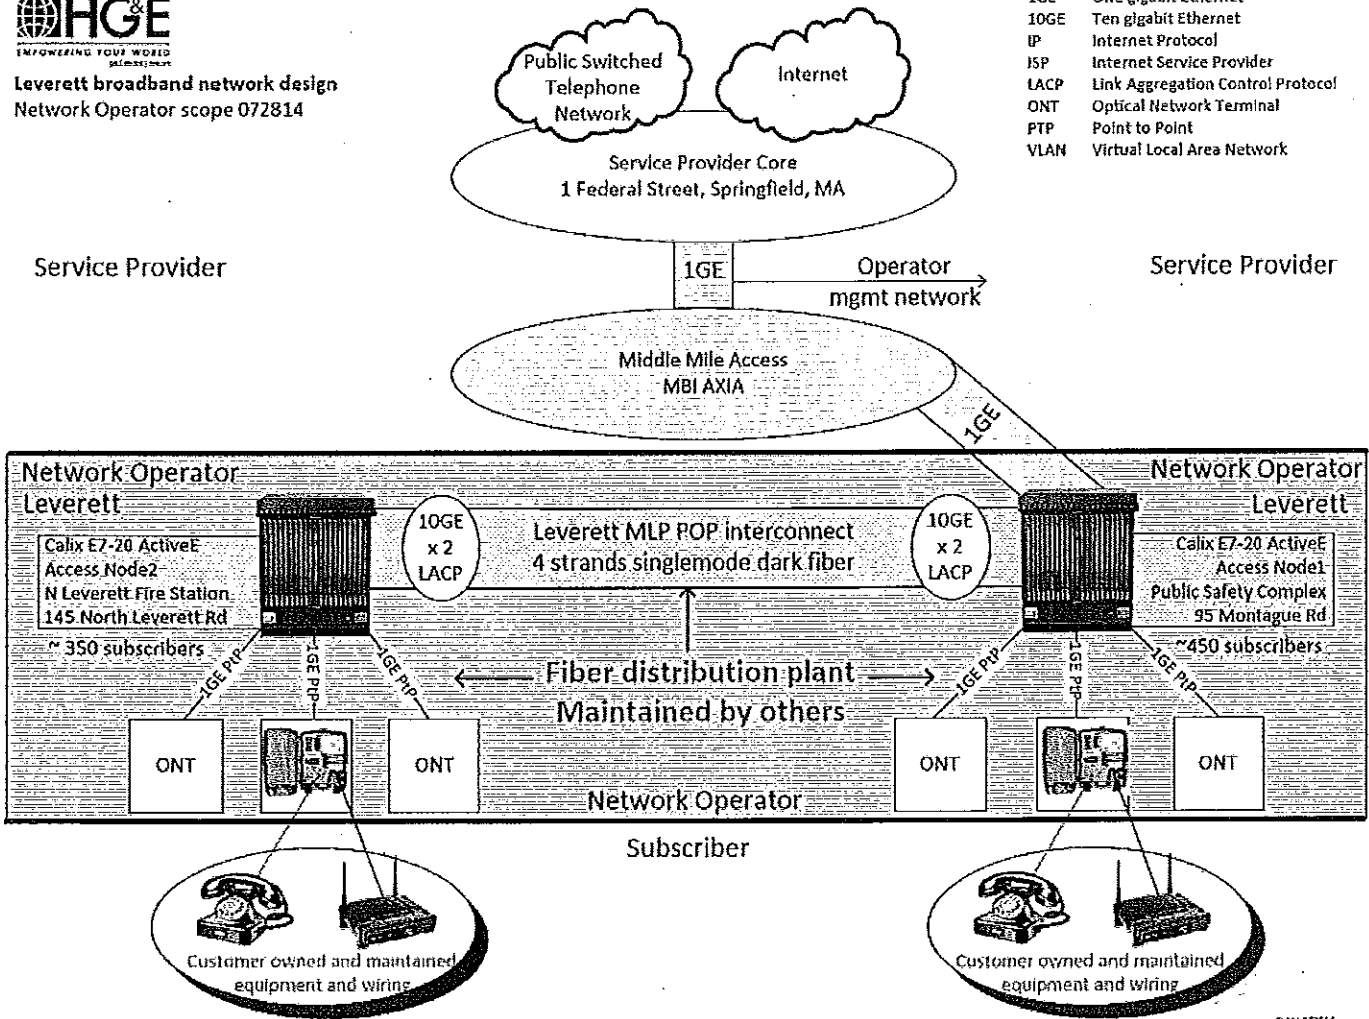 HG&E
EMPOWERING YOUR WORLD
Leverett broadband network design
Network Operator scope 072814
Public Switched
Telephone
Network
Internet
10GE Ten gigabit Ethernet
IP Internet Protocol
ISP Internet Service Provider
LACP Link Aggregation Control Protocol
ONT Optical Network Terminal
PTP Point to Point
VLAN Virtual Local Area Network
Service Provider Core
1 Federal Street, Springfield, MA
Service Provider
1GE
Operator
mgmt network
Service Provider
Middle Mile Access
MBI AXIA
1GE
Network Operator
Leverett
Network Operator
Leverett
Calix E7-20 ActiveE
Access Node2
N Leverett Fire Station
145 North Leverett Rd
~ 350 subscribers
10GE
x 2
LACP
Leverett MLP POP interconnect
4 strands singlemode dark fiber
10GE
x 2
LACP
Calix E7-20 ActiveE
Access Node1
Public Safety Complex
95 Montague Rd
~450 subscribers
1GE PtP
1GE PtP
1GE PtP
Fiber distribution plant
Maintained by others
1GE PtP
1GE PtP
1GE PtP
ONT
ONT
ONT
ONT
Network Operator
Subscriber
Customer owned and maintained
equipment and wiring
Customer owned and maintained
equipment and wiring